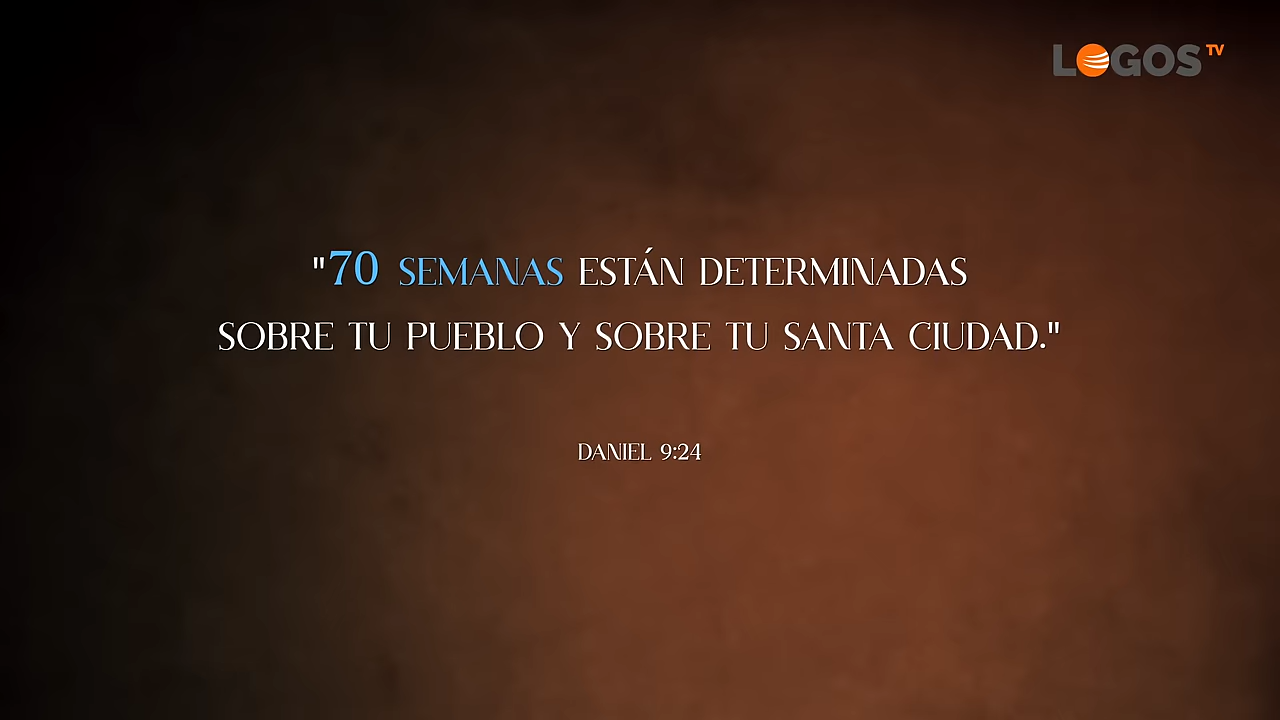 LOGOS TV
"70 SEMANAS ESTÁN DETERMINADAS
SOBRE TU PUEBLO Y SOBRE TU SANTA CIUDAD."
DANIEL 9:24